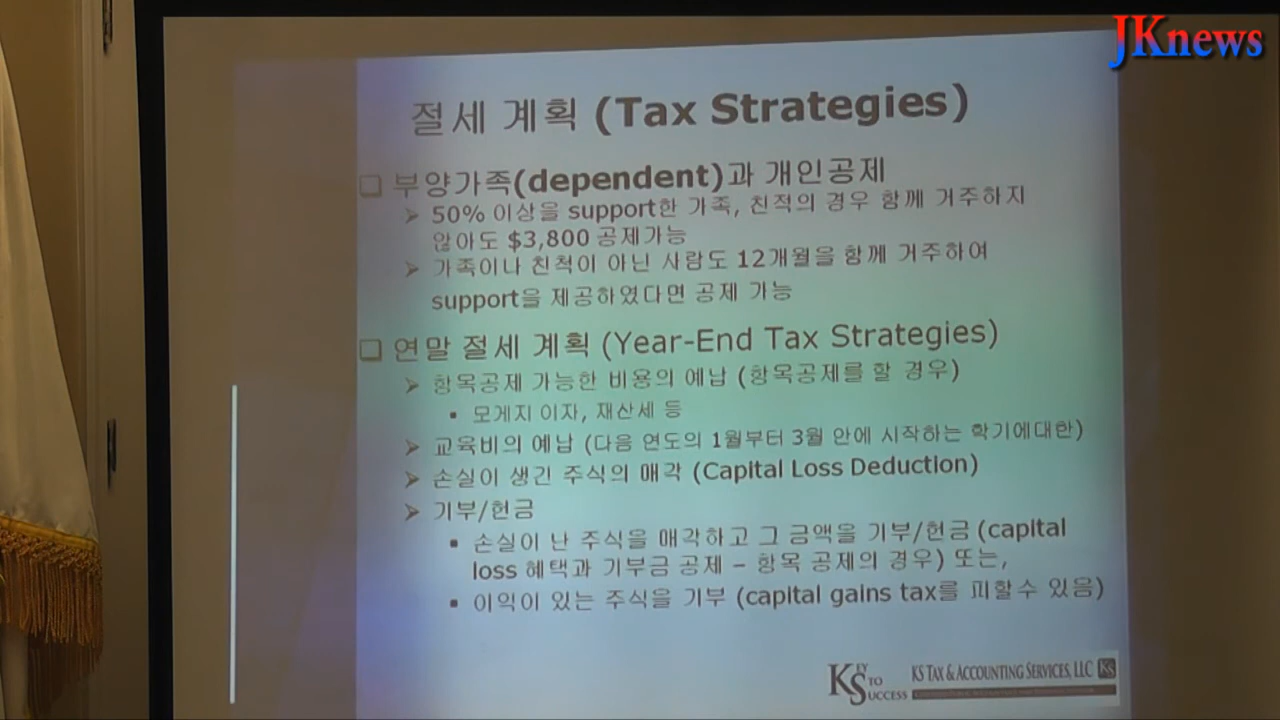 JKnews
절세 계획 (Tax Strategies)
❑ 부양가족(dependent)과 개인공제
➢ 50% 이상을 support한 가족, 친적의 경우 함께 거주하지
않아도 $3,800 공제가능
➢ 가족이나 친척이 아닌 사람도 12개월을 함께 거주하여
support을 제공하였다면 공제 가능
❑ 연말 절세 계획 (Year-End Tax Strategies)
➢ 항목공제 가능한 비용의 예납 (항목공제를 할 경우)
▪ 모게지 이자, 재산세 등
➢ 교육비의 예납 (다음 연도의 1월부터 3월 안에 시작하는 학기에대한)
➢ 손실이 생긴 주식의 매각 (Capital Loss Deduction)
➢ 기부/헌금
▪ 손실이 난 주식을 매각하고 그 금액을 기부/헌금 (capital
loss 혜택과 기부금 공제 – 항목 공제의 경우) 또는,
▪ 이익이 있는 주식을 기부 (capital gains tax를 피할수 있음)
KEY TO SUCCESS
KS TAX & ACCOUNTING SERVICES, LLC KS